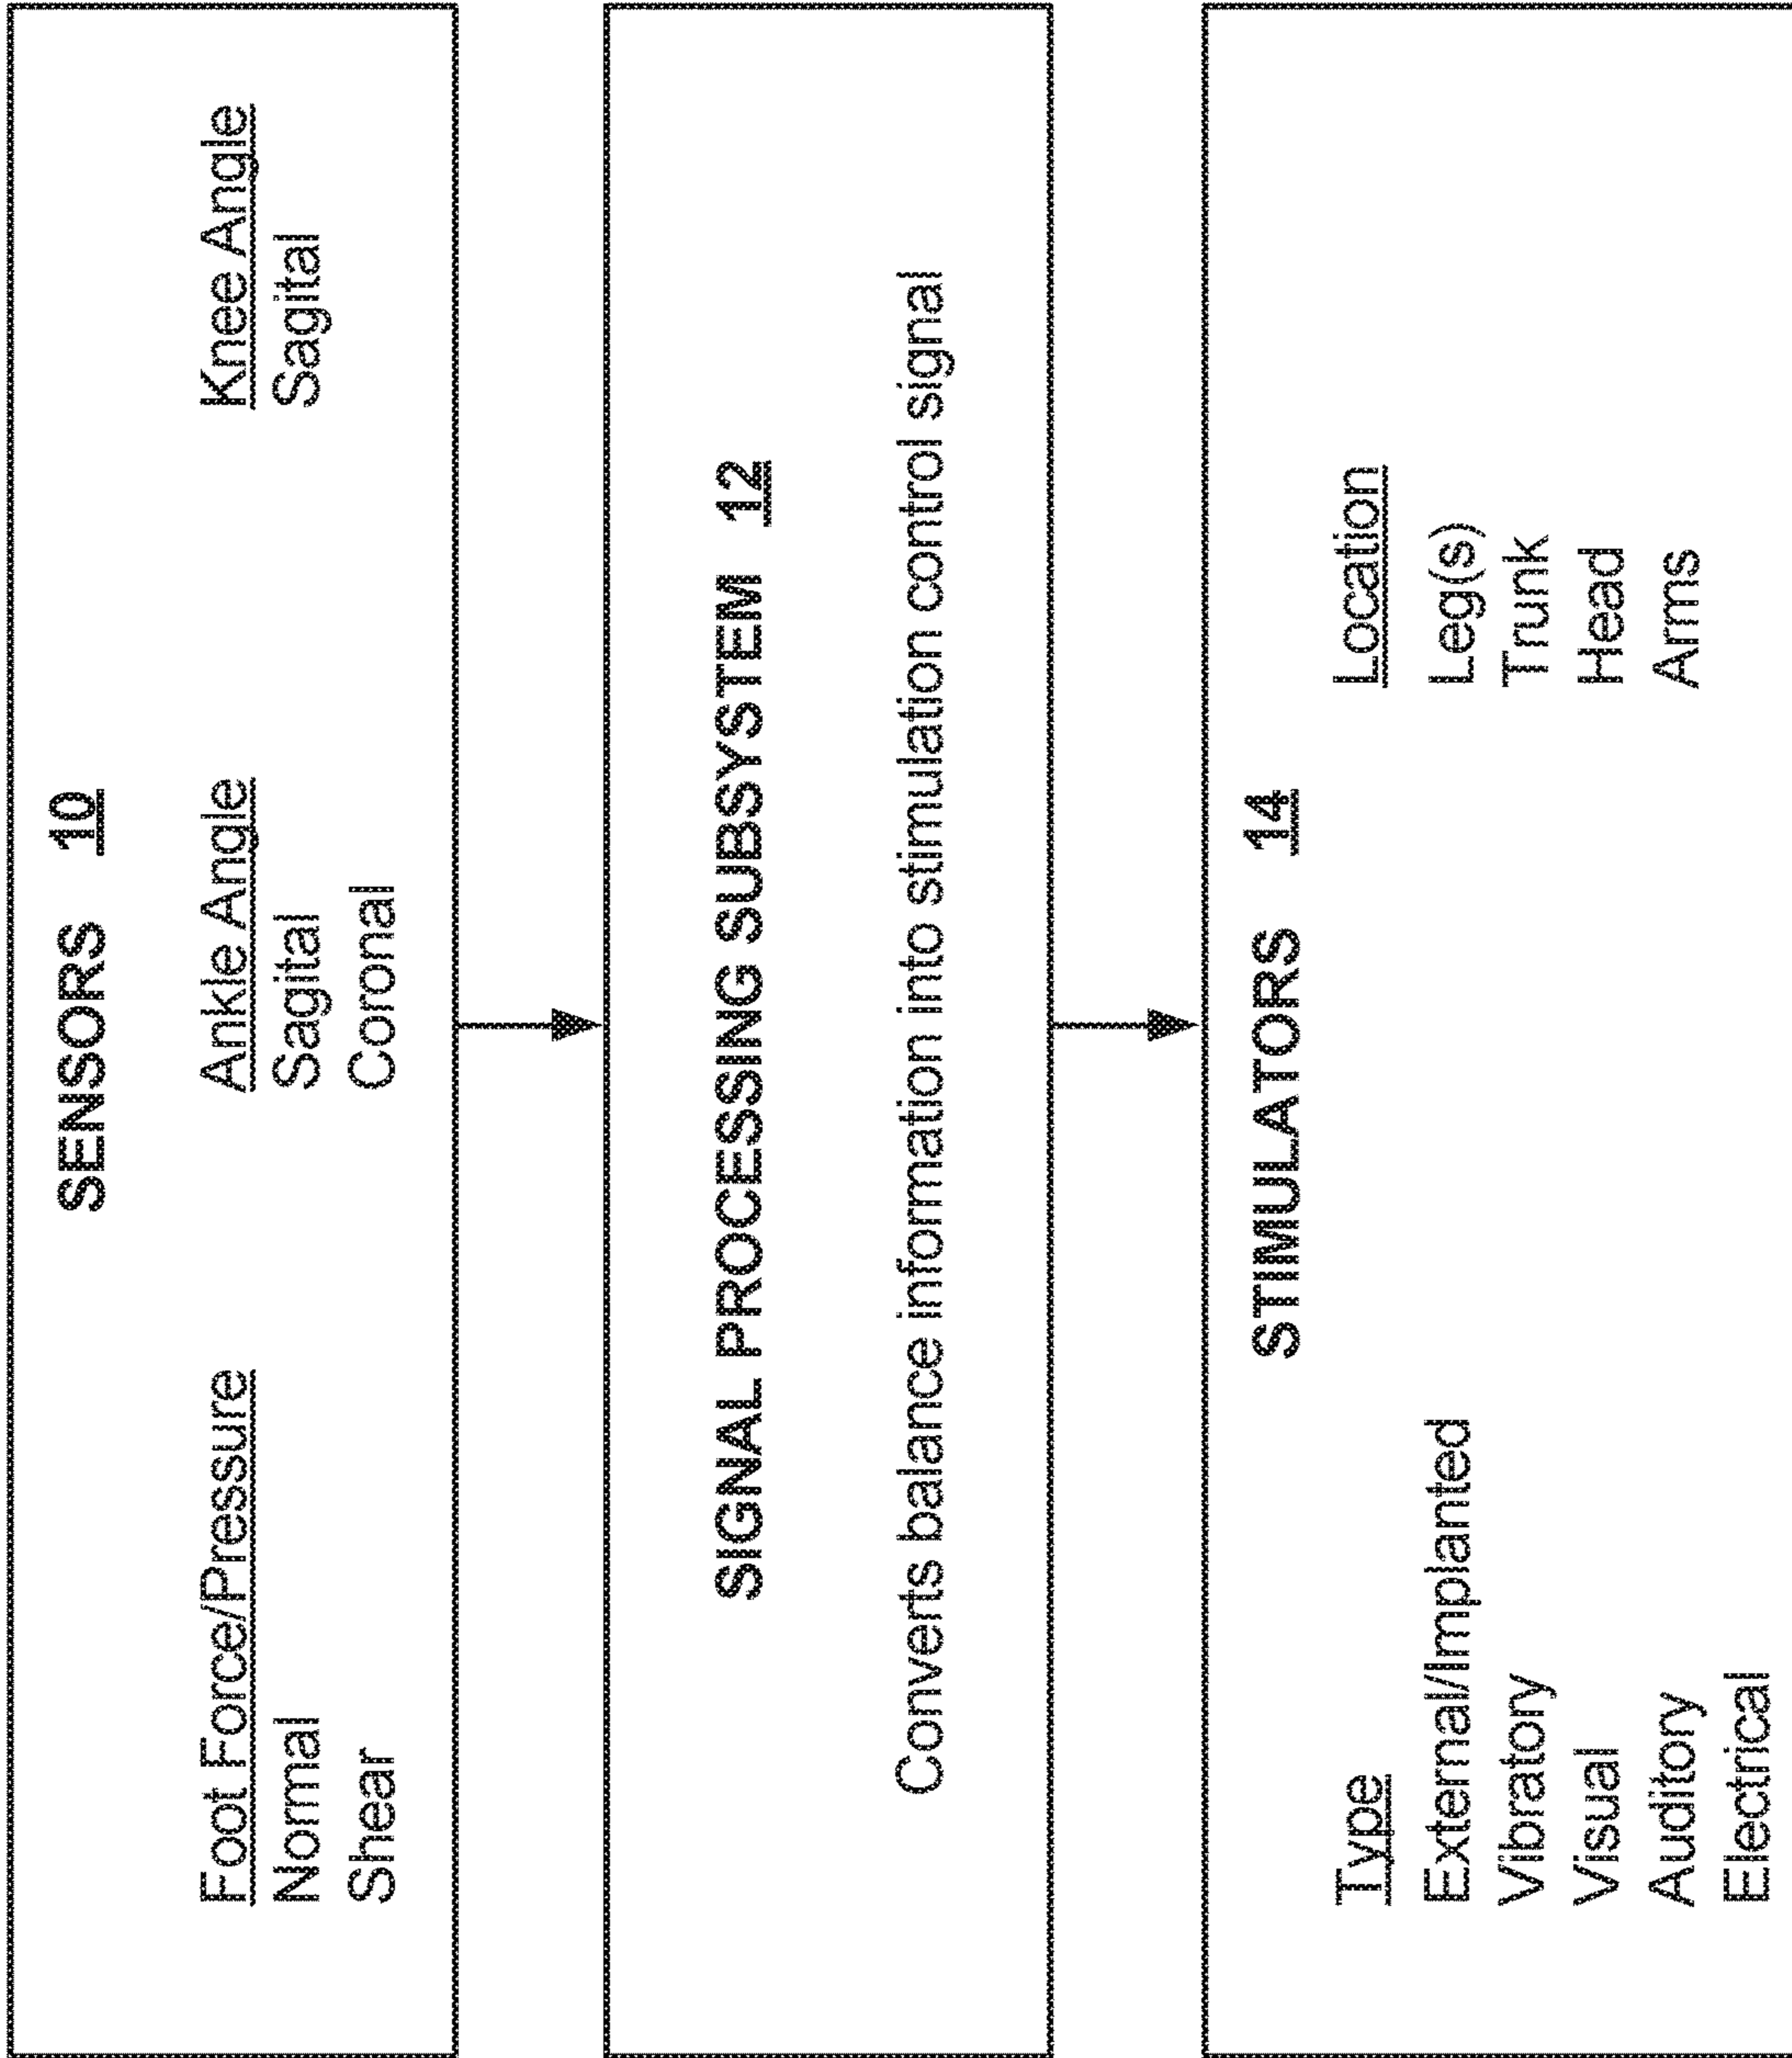 SENSORS 10
Foot Force/Pressure
Normal
Shear
Ankle Angle
Sagital
Coronal
Knee Angle
Sagital
SIGNAL PROCESSING SUBSYSTEM 12
Converts balance information into stimulation control signal
STIMULATORS 14
Type
External/Implanted
Vibratory
Visual
Auditory
Electrical
Location
Leg(s)
Trunk
Head
Arms